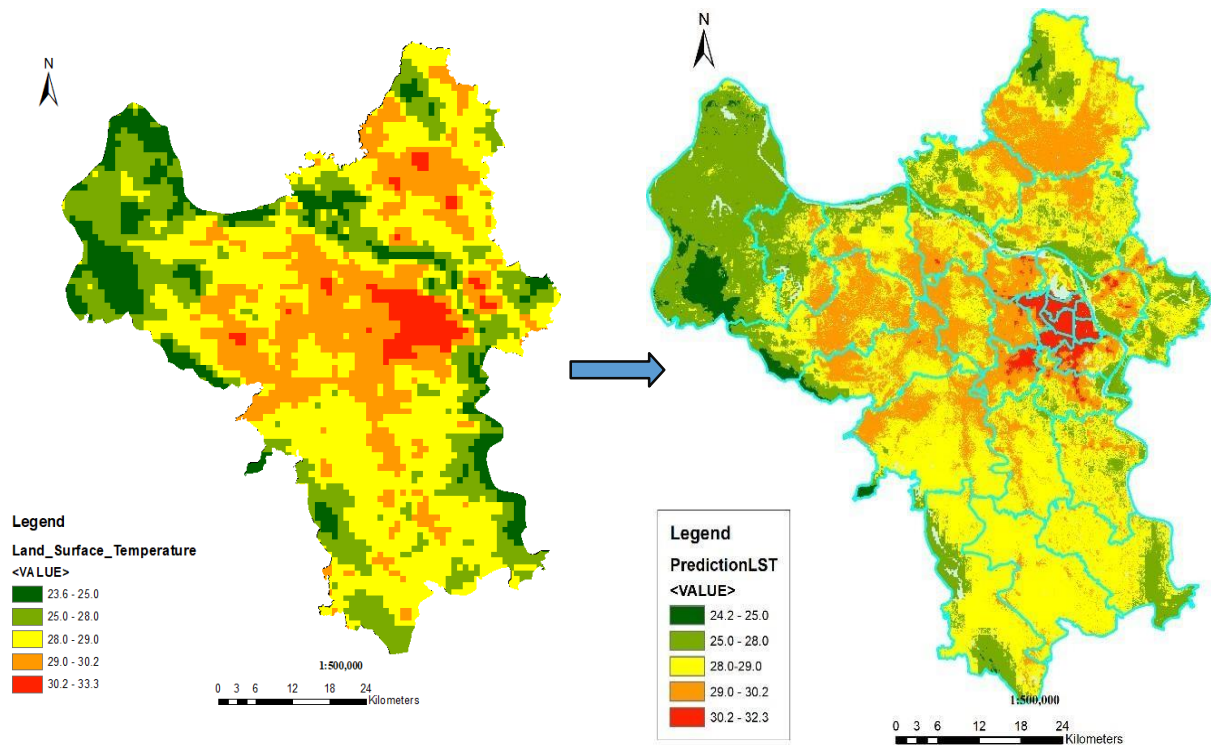 N
Legend
Land_Surface_Temperature
<VALUE>
23.6 - 25.0
25.0 - 28.0
28.0 - 29.0
29.0 - 30.2
30.2 - 33.3
1:500,000
0 3 6 12 18 24
Kilometers
N
Legend
PredictionLST
<VALUE>
24.2 - 25.0
25.0 - 28.0
28.0-29.0
29.0 - 30.2
30.2 - 32.3
1:500,000
0 3 6 12 18 24
Kilometers